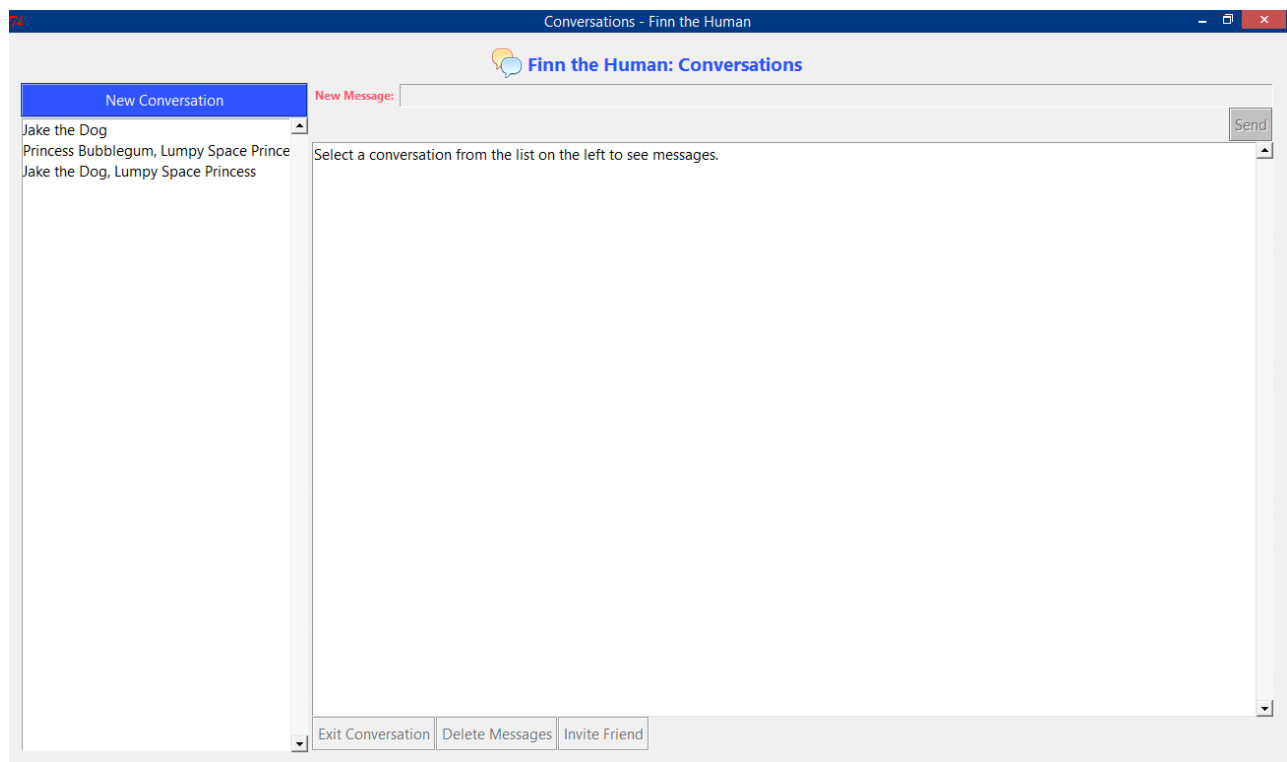 Conversations - Finn the Human
Finn the Human: Conversations
New Conversation
New Message:
Send
Jake the Dog
Princess Bubblegum, Lumpy Space Prince
Jake the Dog, Lumpy Space Princess
Select a conversation from the list on the left to see messages.
Exit Conversation Delete Messages Invite Friend